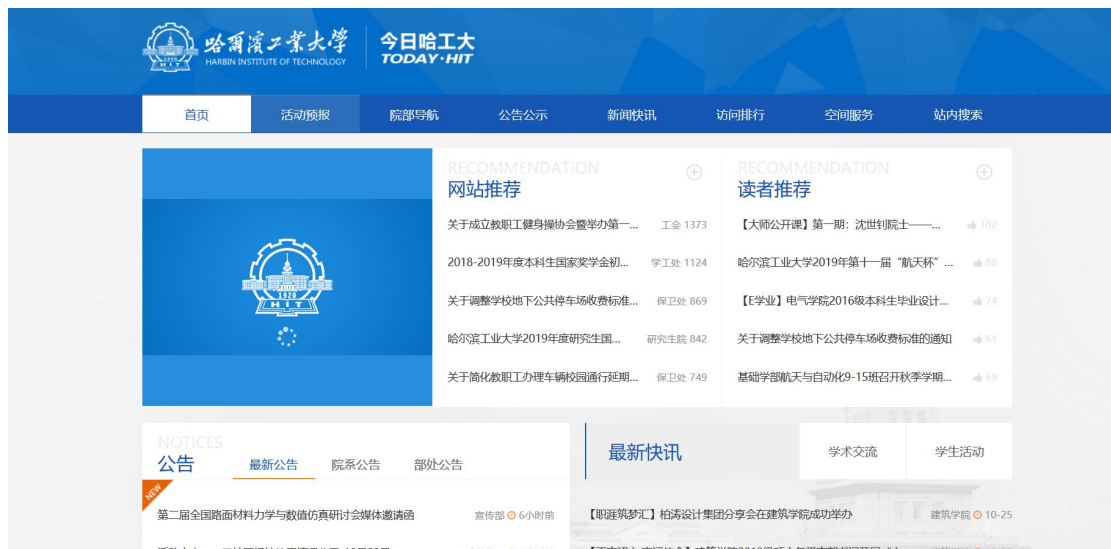 哈爾濱工業大學
HARBIN INSTITUTE OF TECHNOLOGY
今日哈工大
TODAY·HIT
首页 活动预报 院部导航 公告公示 新闻快讯 访问排行 空间服务 站内搜索
1920
HIT
RECOMMENDATION
网站推荐
关于成立教职工健身操协会暨举办第一... 工会 1373
2018-2019年度本科生国家奖学金初... 学工处 1124
关于调整学校地下公共停车场收费标准... 保卫处 869
哈尔滨工业大学2019年度研究生国... 研究生院 842
关于简化教职工办理车辆校园通行延期... 保卫处 749
RECOMMENDATION
读者推荐
【大师公开课】第一期：沈世钊院士——... 102
哈尔滨工业大学2019年第十一届“航天杯”... 88
【E学业】电气学院2016级本科生毕业设计... 74
关于调整学校地下公共停车场收费标准的通知 61
基础学部航天与自动化9-15班召开秋季学期... 59
NOTICES
公告 最新公告 院系公告 部处公告
NEW
第二届全国路面材料力学与数值仿真研讨会媒体邀请函 宣传部 6小时前
最新快讯 学术交流 学生活动
【职涯筑梦汇】柏涛设计集团分享会在建筑学院成功举办 建筑学院 10-25